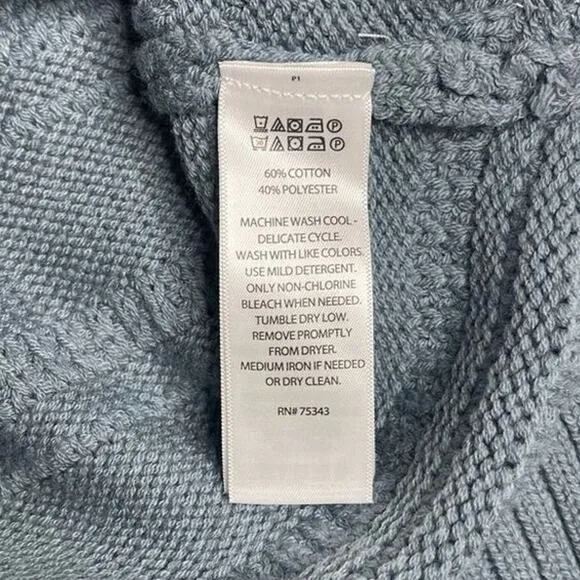 P1
60% COTTON
40% POLYESTER
MACHINE WASH COOL -
DELICATE CYCLE.
WASH WITH LIKE COLORS.
USE MILD DETERGENT.
ONLY NON-CHLORINE
BLEACH WHEN NEEDED.
TUMBLE DRY LOW.
REMOVE PROMPTLY
FROM DRYER.
MEDIUM IRON IF NEEDED
OR DRY CLEAN.
RN# 75343